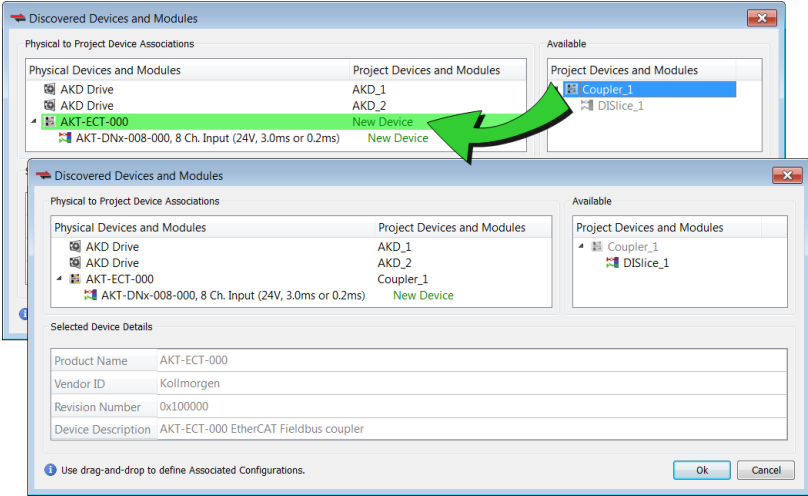 Discovered Devices and Modules
Physical to Project Device Associations
Available
Physical Devices and Modules Project Devices and Modules
Project Devices and Modules
AKD Drive AKD_1
Coupler_1
AKD Drive AKD_2
DISlice_1
AKT-ECT-000 New Device
AKT-DNx-008-000, 8 Ch. Input (24V, 3.0ms or 0.2ms) New Device
Discovered Devices and Modules
Physical to Project Device Associations
Available
Physical Devices and Modules Project Devices and Modules
Project Devices and Modules
AKD Drive AKD_1
Coupler_1
AKD Drive AKD_2
DISlice_1
AKT-ECT-000 Coupler_1
AKT-DNx-008-000, 8 Ch. Input (24V, 3.0ms or 0.2ms) New Device
Selected Device Details
Product Name AKT-ECT-000
Vendor ID Kollmorgen
Revision Number 0x100000
Device Description AKT-ECT-000 EtherCAT Fieldbus coupler
Use drag-and-drop to define Associated Configurations.
Ok Cancel